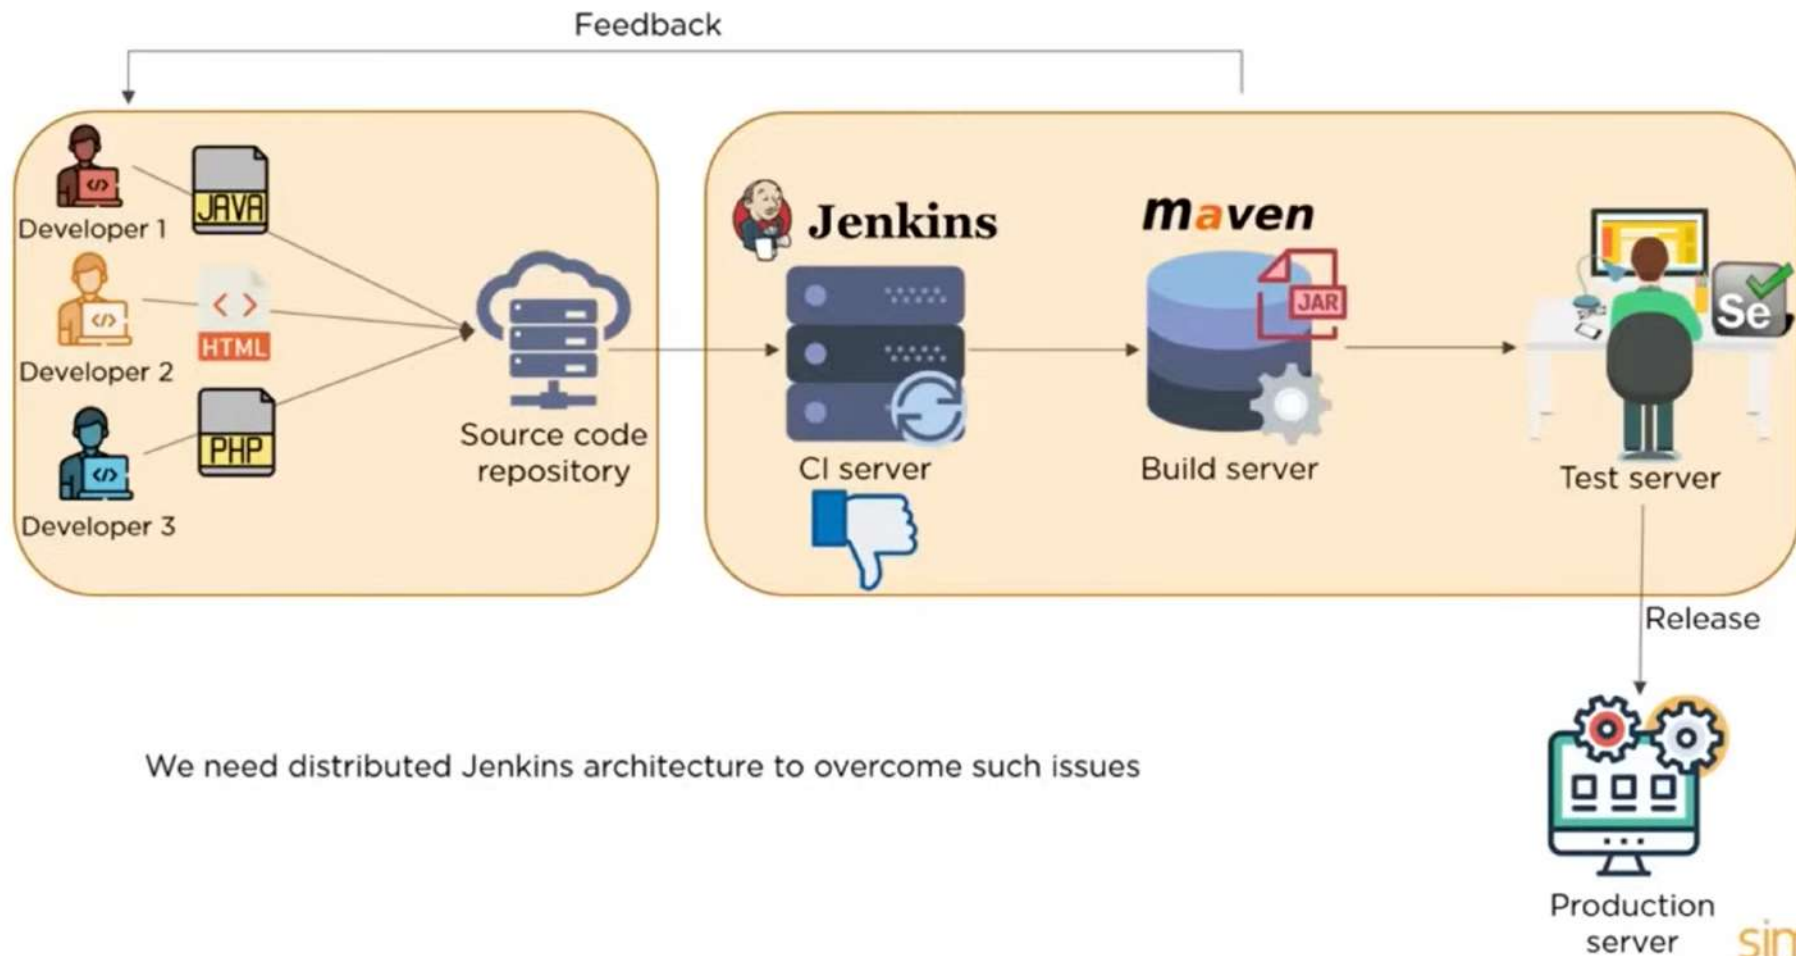 Feedback
Developer 1
JAVA
Developer 2
HTML
Developer 3
PHP
Source code
repository
Jenkins
CI server
maven
JAR
Build server
Se
Test server
Release
We need distributed Jenkins architecture to overcome such issues
Production
server